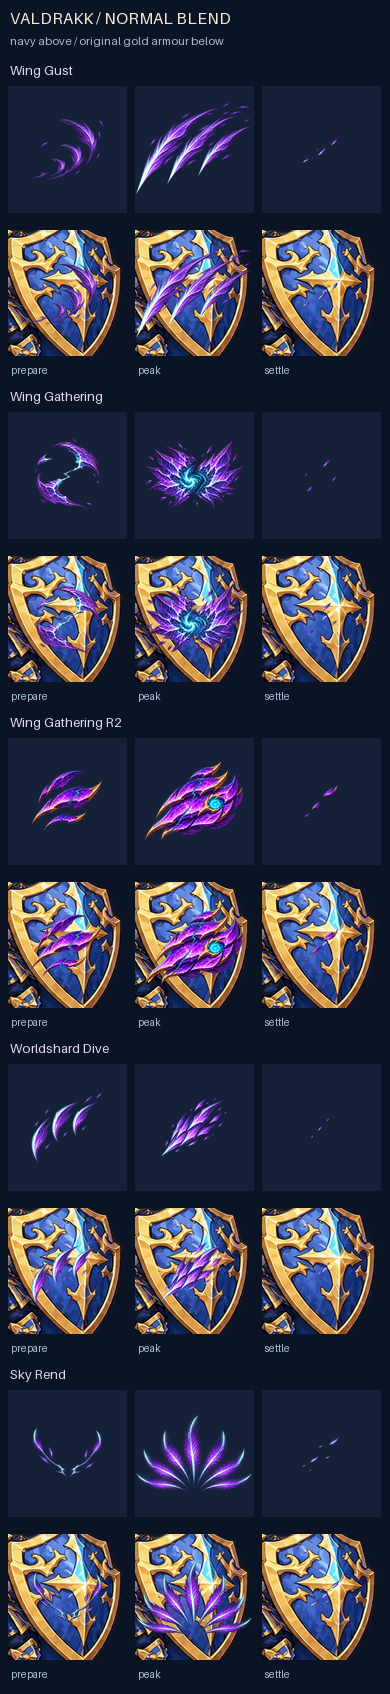 VALDRAKK / NORMAL BLEND
navy above / original gold armour below
Wing Gust
prepare peak settle
Wing Gathering
prepare peak settle
Wing Gathering R2
prepare peak settle
Worldshard Dive
prepare peak settle
Sky Rend
prepare peak settle